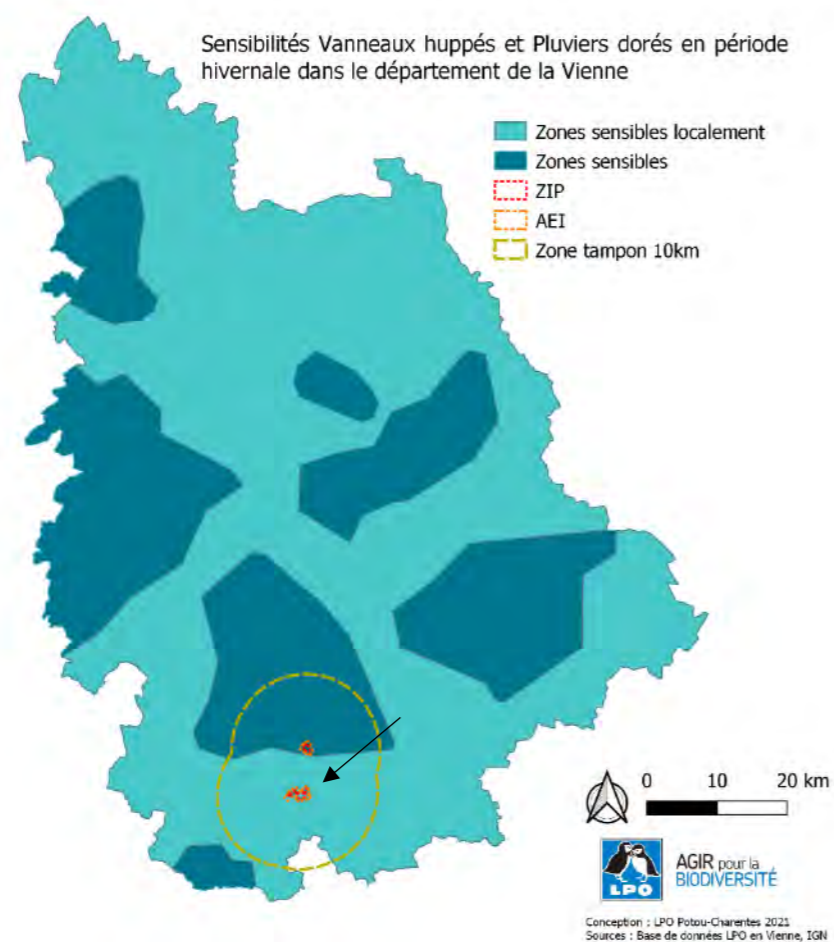 Sensibilités Vanneaux huppés et Pluviers dorés en période
hivernale dans le département de la Vienne
Zones sensibles localement
Zones sensibles
ZIP
AEI
Zone tampon 10km
0 10 20 km
LPO
AGIR pour la
BIODIVERSITÉ
Conception : LPO Poitou-Charentes 2021
Sources : Base de données LPO en Vienne, IGN